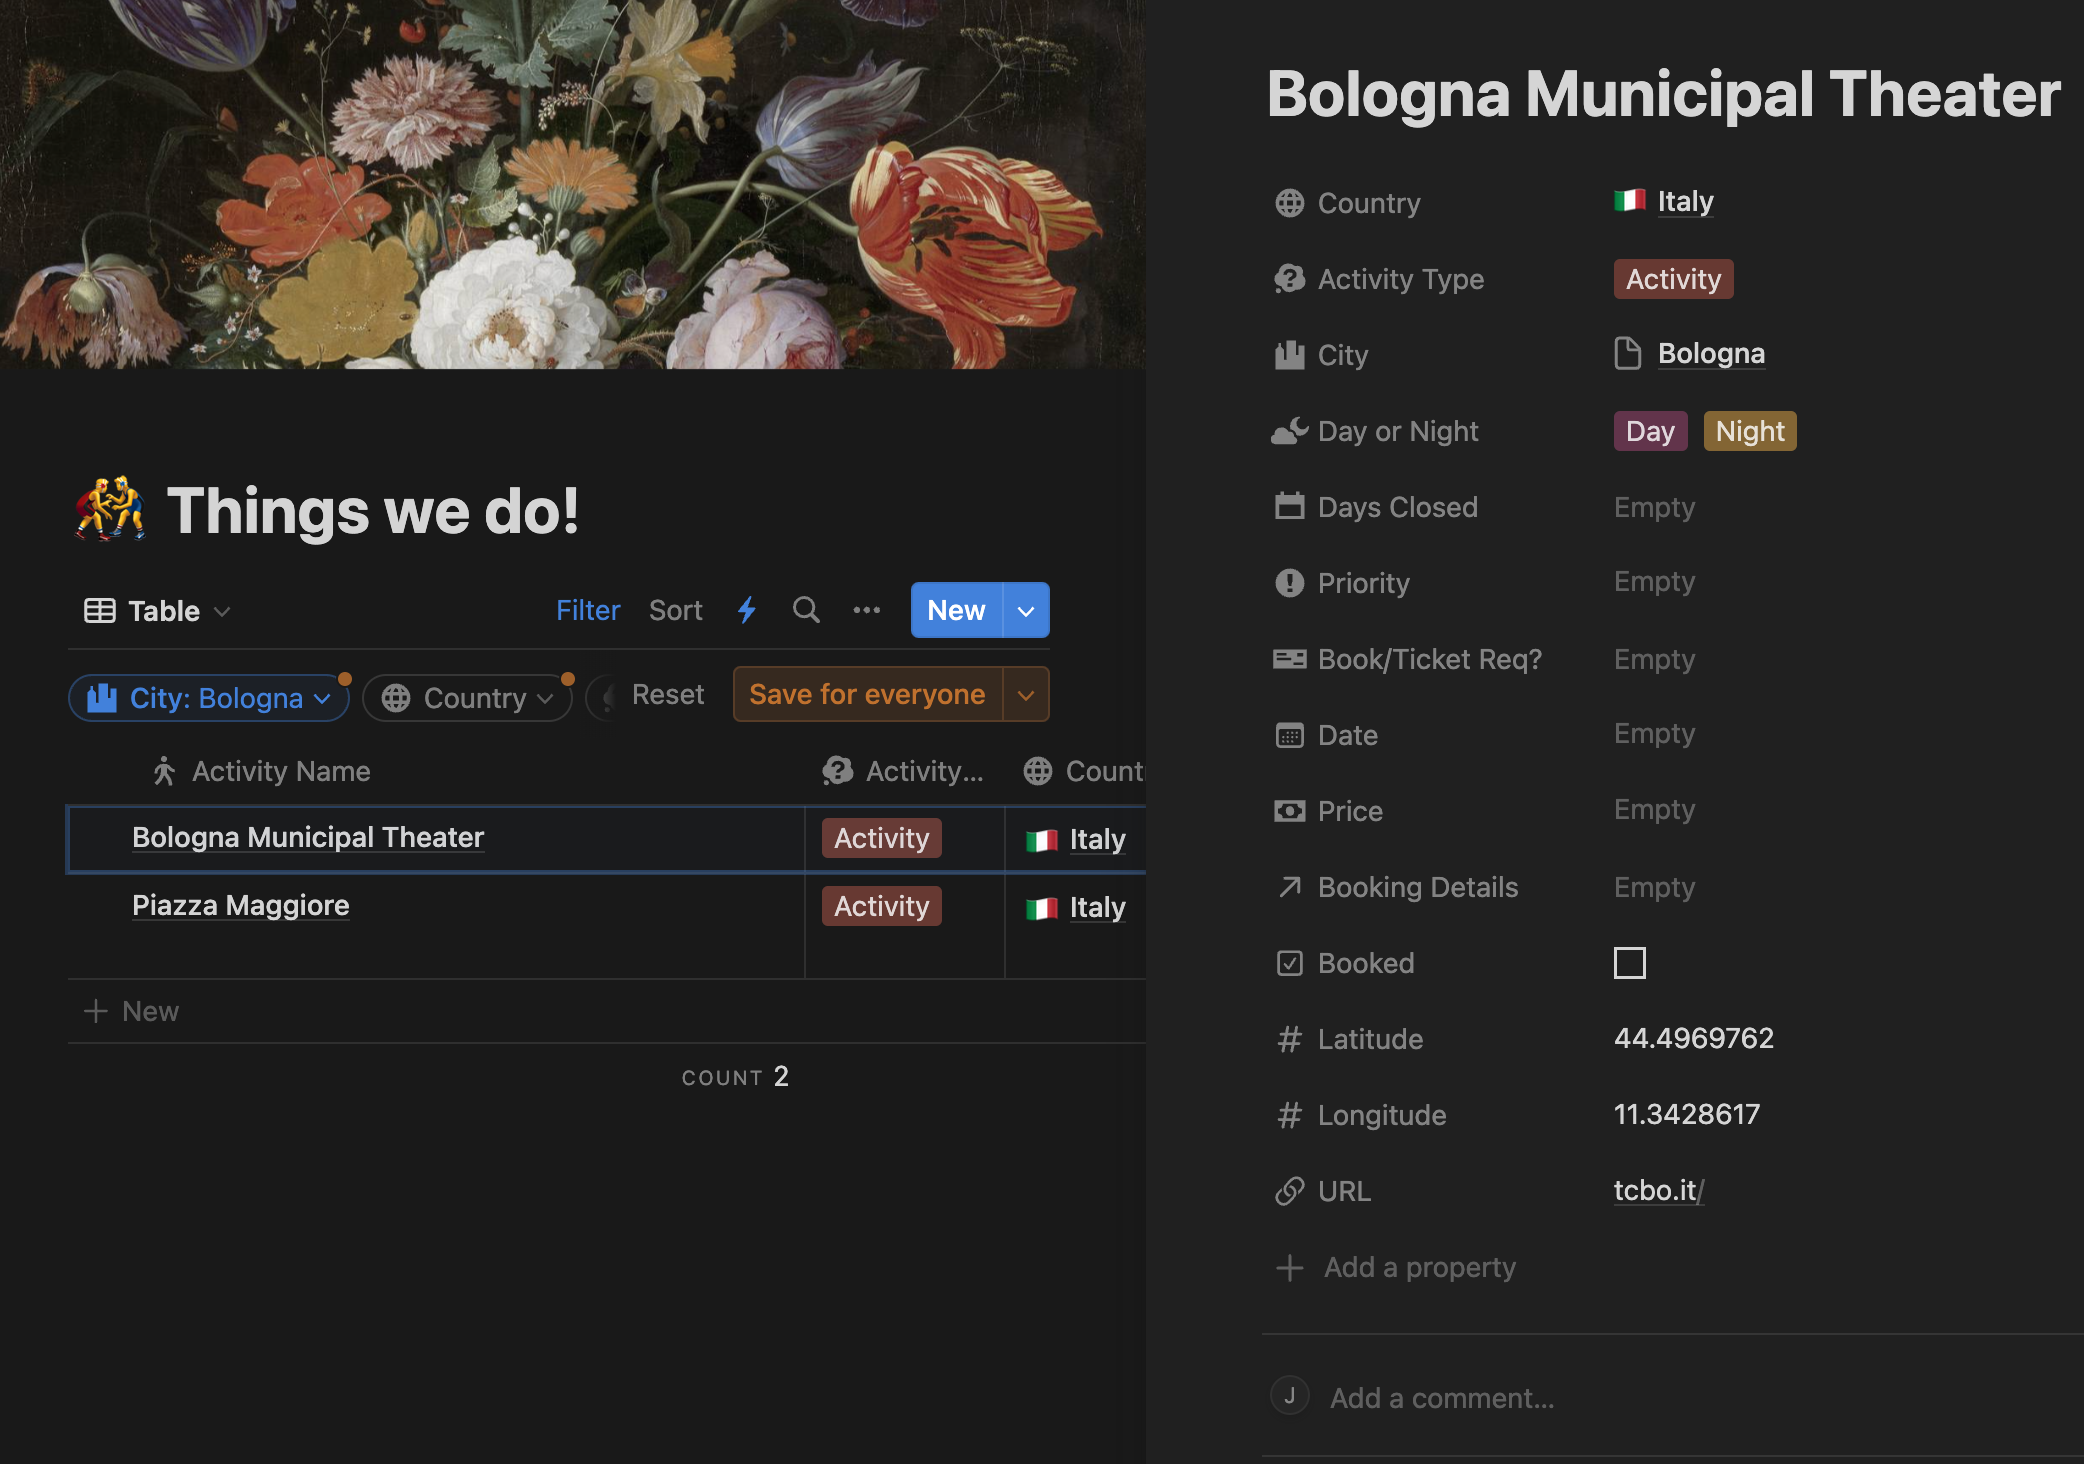 Things we do!
Table
Filter Sort New
City: Bologna Country Reset Save for everyone
Activity Name Activity... Count
Bologna Municipal Theater Activity Italy
Piazza Maggiore Activity Italy
New
COUNT 2
Bologna Municipal Theater
Country Italy
Activity Type Activity
City Bologna
Day or Night Day Night
Days Closed Empty
Priority Empty
Book/Ticket Req? Empty
Date Empty
Price Empty
Booking Details Empty
Booked
# Latitude 44.4969762
# Longitude 11.3428617
URL tcbo.it/
Add a property
J Add a comment...